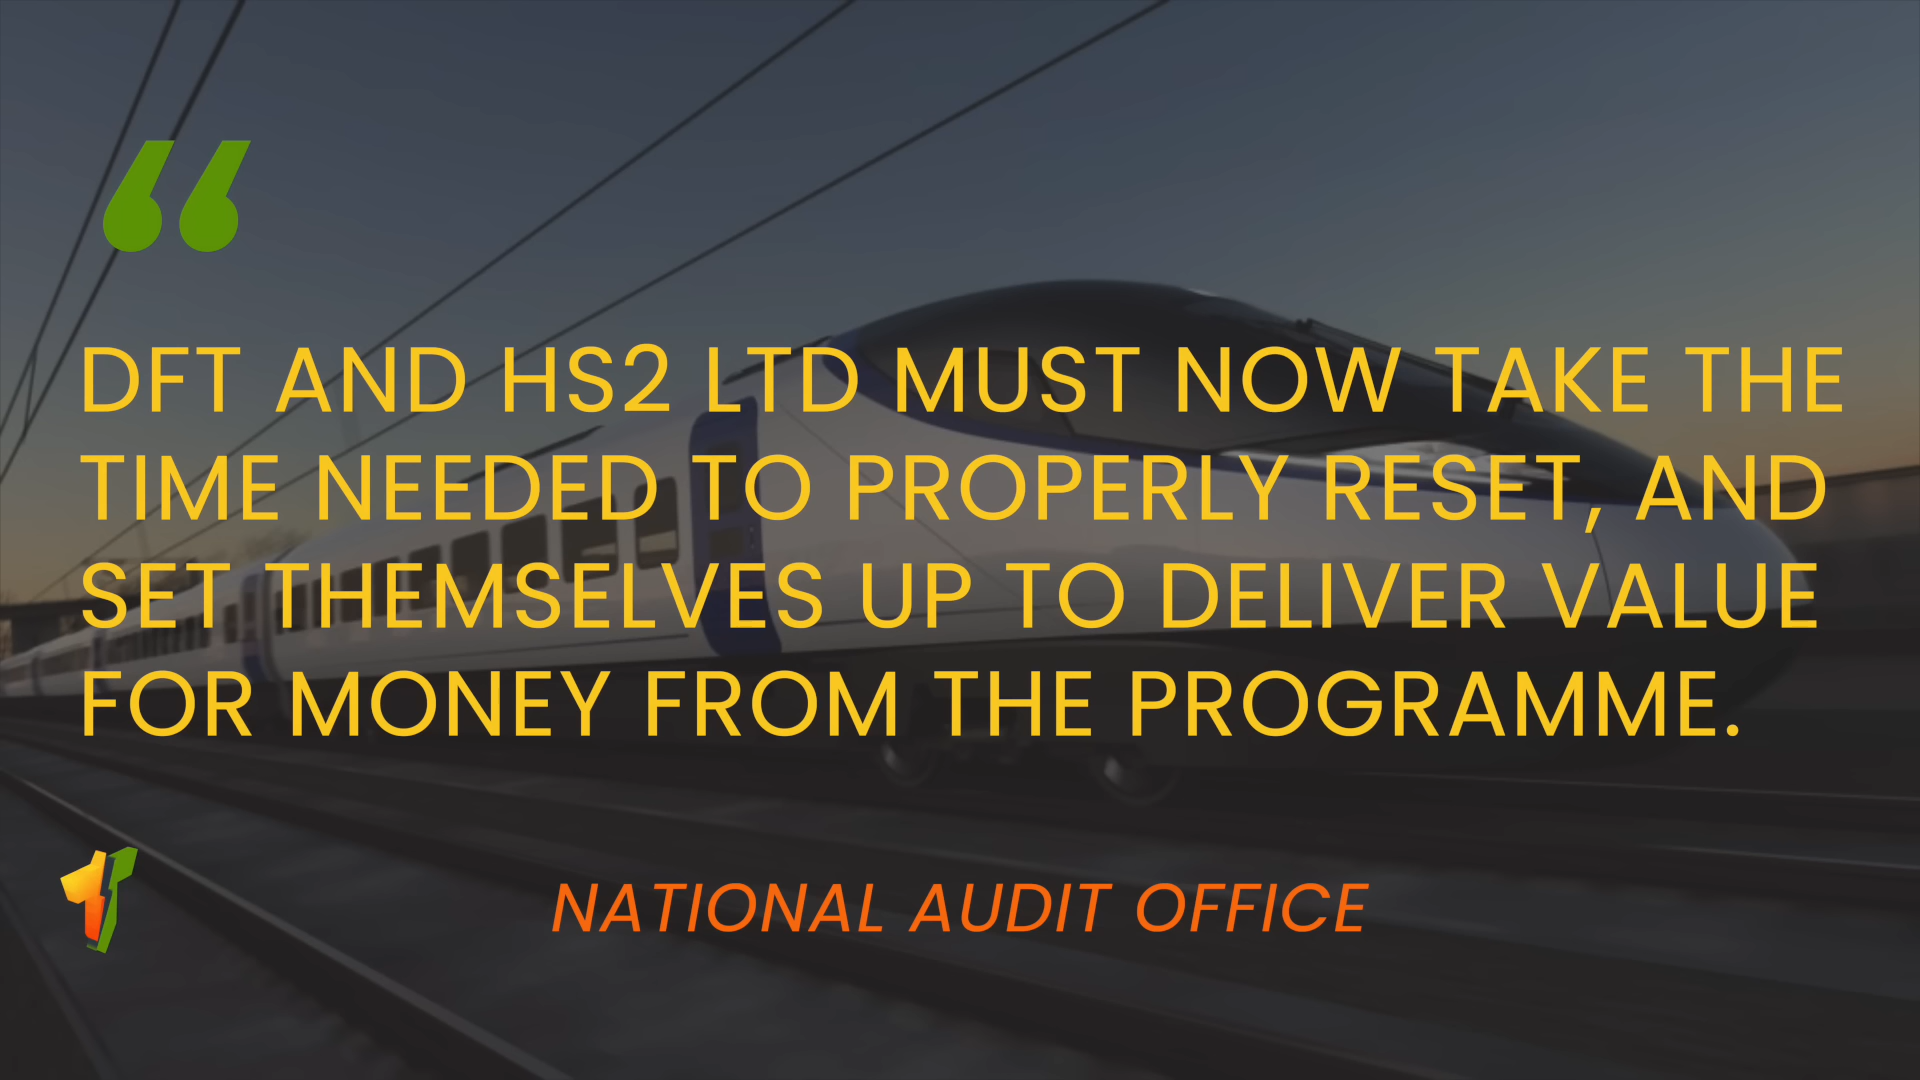 “
DFT AND HS2 LTD MUST NOW TAKE THE
TIME NEEDED TO PROPERLY RESET, AND
SET THEMSELVES UP TO DELIVER VALUE
FOR MONEY FROM THE PROGRAMME.
NATIONAL AUDIT OFFICE